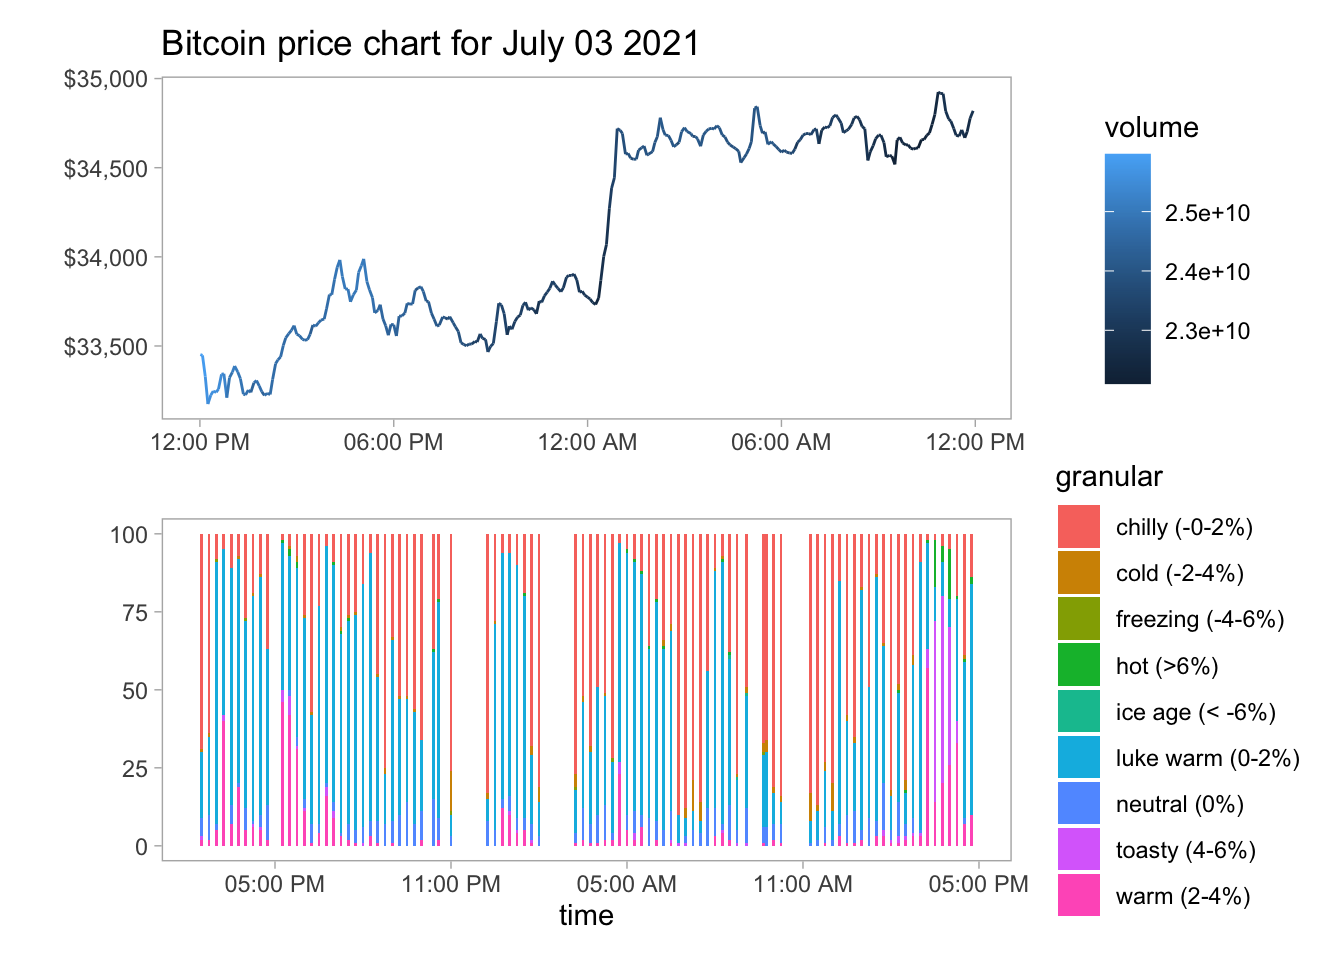 Bitcoin price chart for July 03 2021
$35,000
$34,500
$34,000
$33,500
12:00 PM 06:00 PM 12:00 AM 06:00 AM 12:00 PM
volume
2.5e+10
2.4e+10
2.3e+10
100
75
50
25
0
05:00 PM 11:00 PM 05:00 AM 11:00 AM 05:00 PM
time
granular
chilly (-0-2%)
cold (-2-4%)
freezing (-4-6%)
hot (>6%)
ice age (< -6%)
luke warm (0-2%)
neutral (0%)
toasty (4-6%)
warm (2-4%)